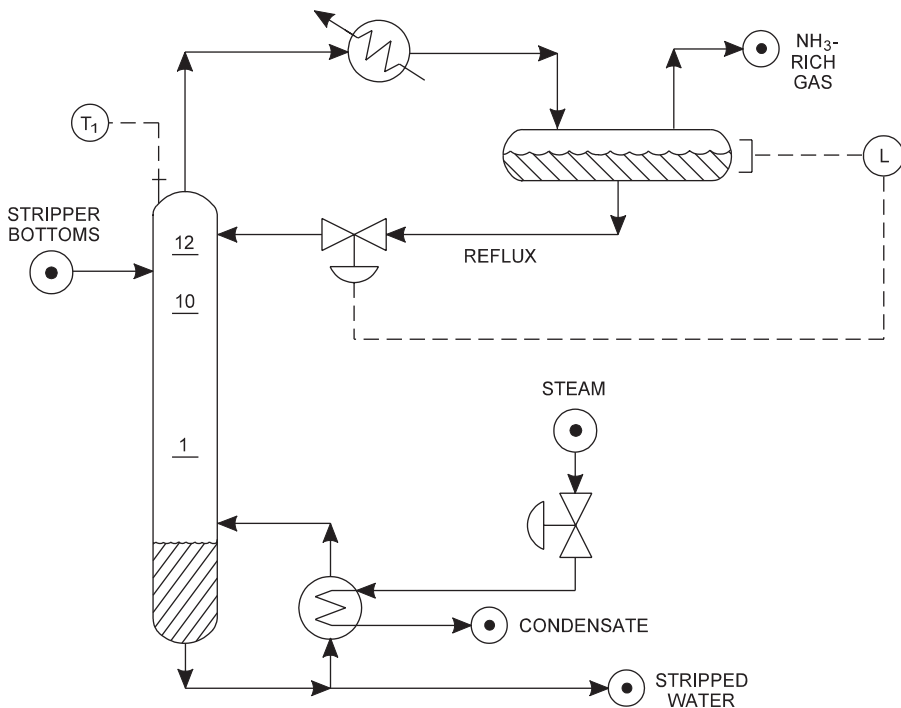 NH3-
RICH
GAS
T1
L
STRIPPER
BOTTOMS
12
REFLUX
10
STEAM
1
CONDENSATE
STRIPPED
WATER